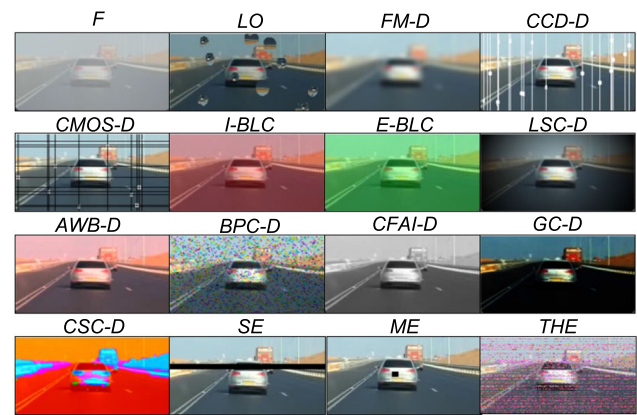 F LO FM-D CCD-D
CMOS-D I-BLC E-BLC LSC-D
AWB-D BPC-D CFAI-D GC-D
CSC-D SE ME THE